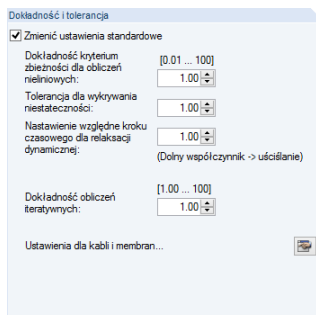 Dokładność i tolerancja
Zmienić ustawienia standardowe
Dokładność kryterium
zbieżności dla obliczeń
nieliniowych:
[0.01 ... 100]
1.00
Tolerancja dla wykrywania
niestateczności:
1.00
Nastawienie względne kroku
czasowego dla relaksacji
dynamicznej:
1.00
(Dolny współczynnik -> uściślanie)
Dokładność obliczeń
iteratywnych:
[1.00 ... 100]
1.00
Ustawienia dla kabli i membran...